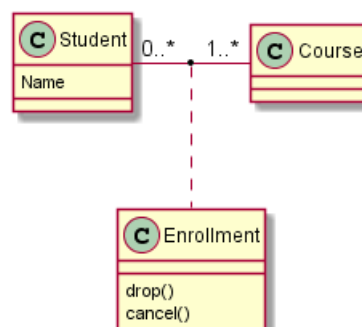 C Student
0..*
1..*
C Course
Name
C Enrollment
drop()
cancel()